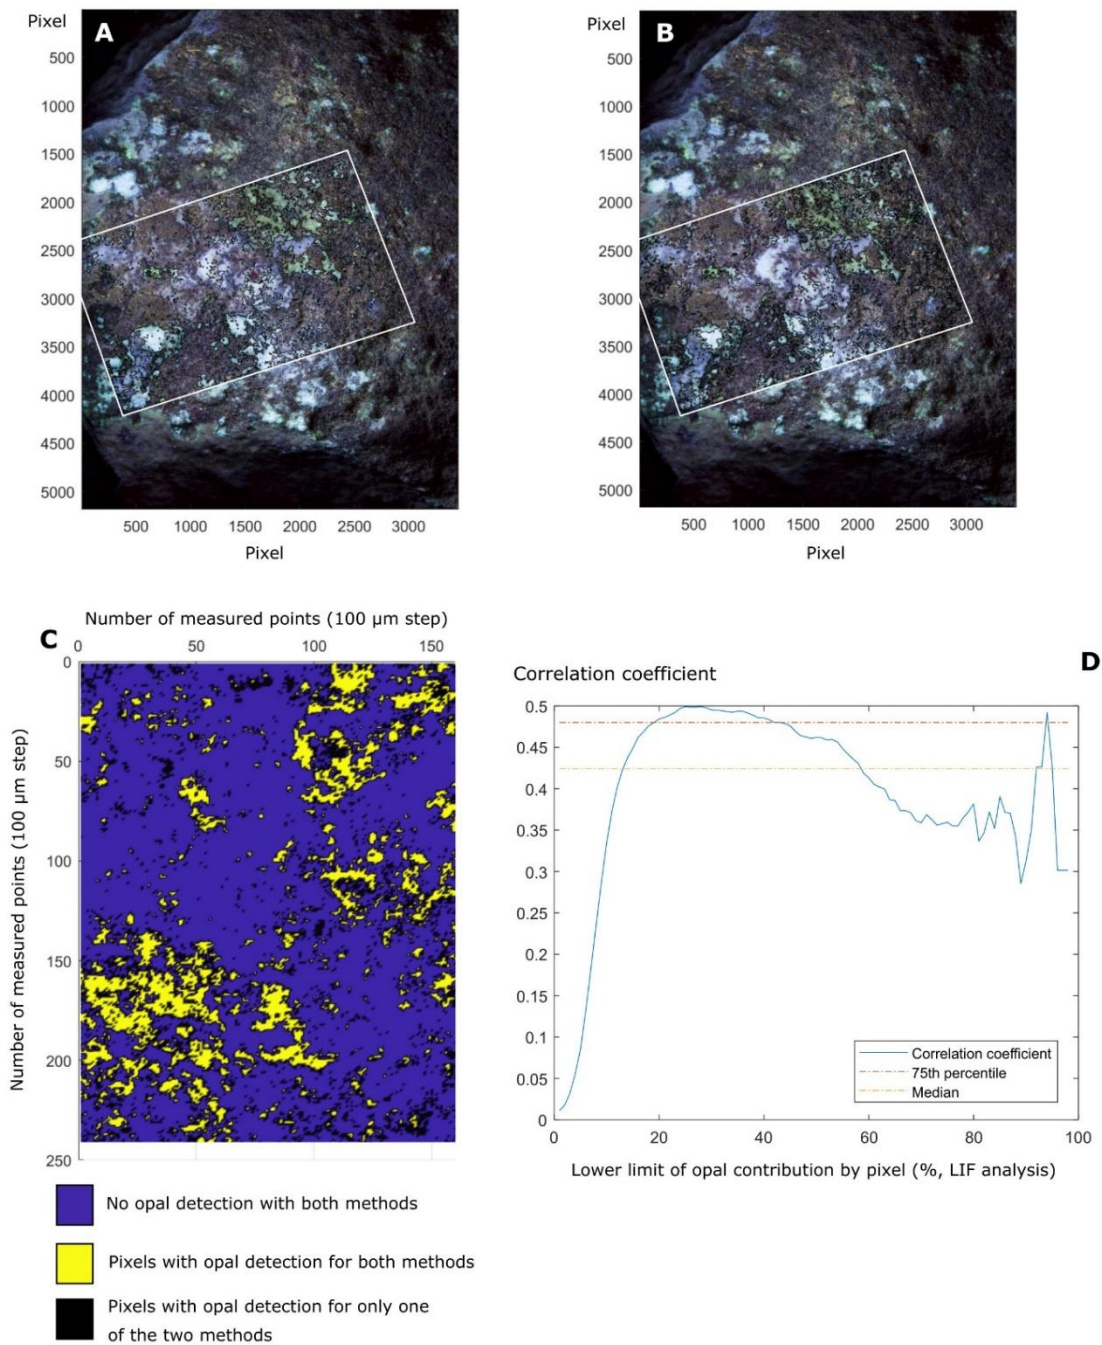 Pixel
A
500
1000
1500
2000
2500
3000
3500
4000
4500
5000
500 1000 1500 2000 2500 3000
Pixel
Pixel
B
500
1000
1500
2000
2500
3000
3500
4000
4500
5000
500 1000 1500 2000 2500 3000
Pixel
Number of measured points (100 µm step)
C
0 50 100 150
0
50
100
150
200
250
Number of measured points (100 µm step)
No opal detection with both methods
Pixels with opal detection for both methods
Pixels with opal detection for only one
of the two methods
D
Correlation coefficient
0.5
0.45
0.4
0.35
0.3
0.25
0.2
0.15
0.1
0.05
0
Correlation coefficient
75th percentile
Median
0 20 40 60 80 100
Lower limit of opal contribution by pixel (%, LIF analysis)